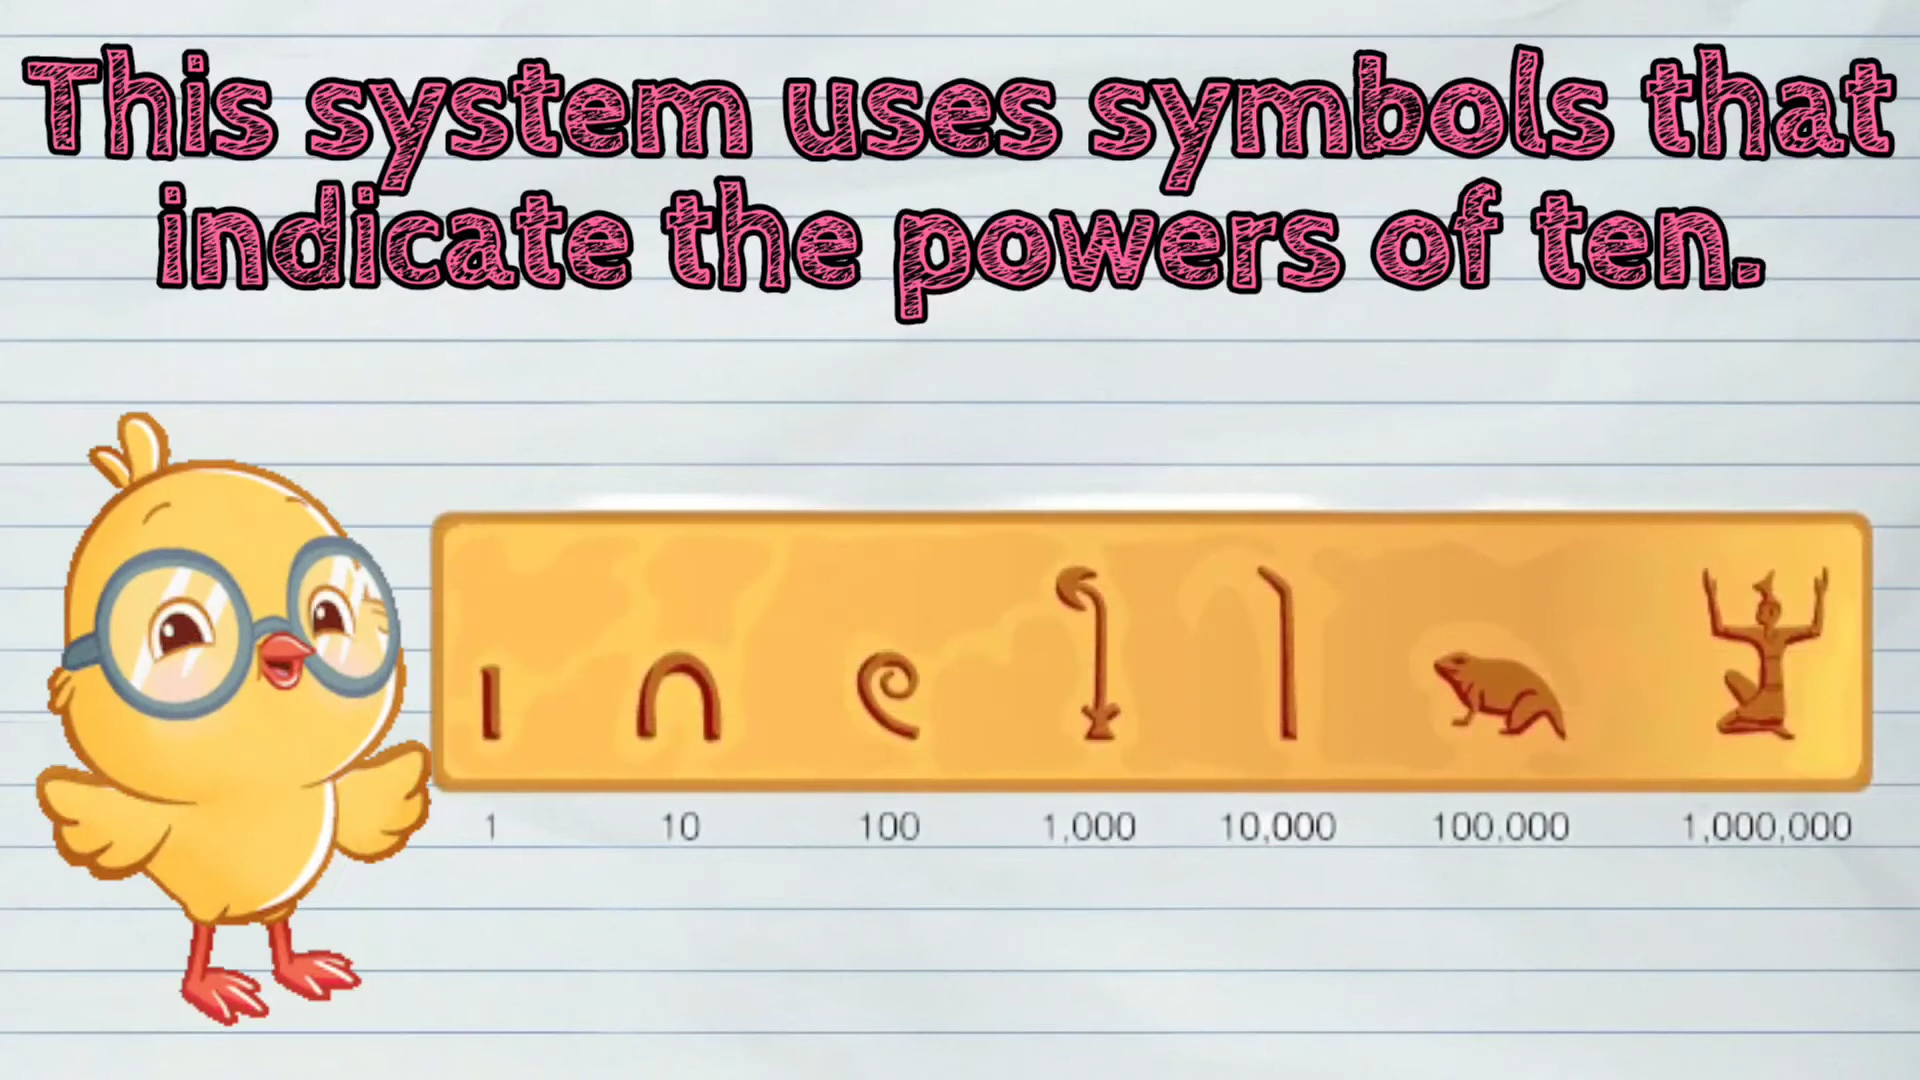 This system uses symbols that
indicate the powers of ten.
1 10 100 1,000 10,000 100,000 1,000,000